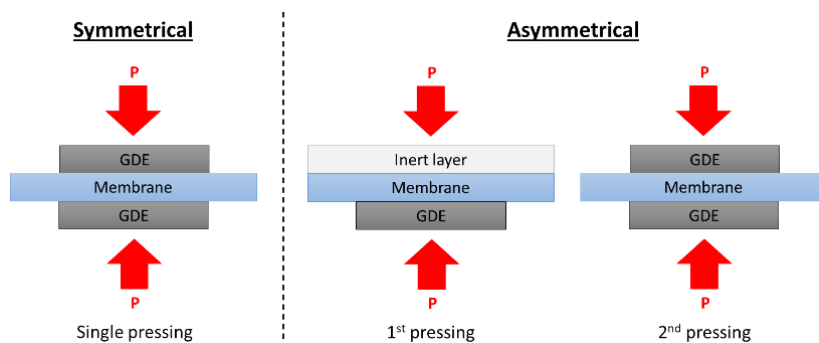 Symmetrical
Asymmetrical
P
P
P
GDE
Inert layer
GDE
Membrane
Membrane
Membrane
GDE
GDE
GDE
P
P
P
Single pressing
1st pressing
2nd pressing